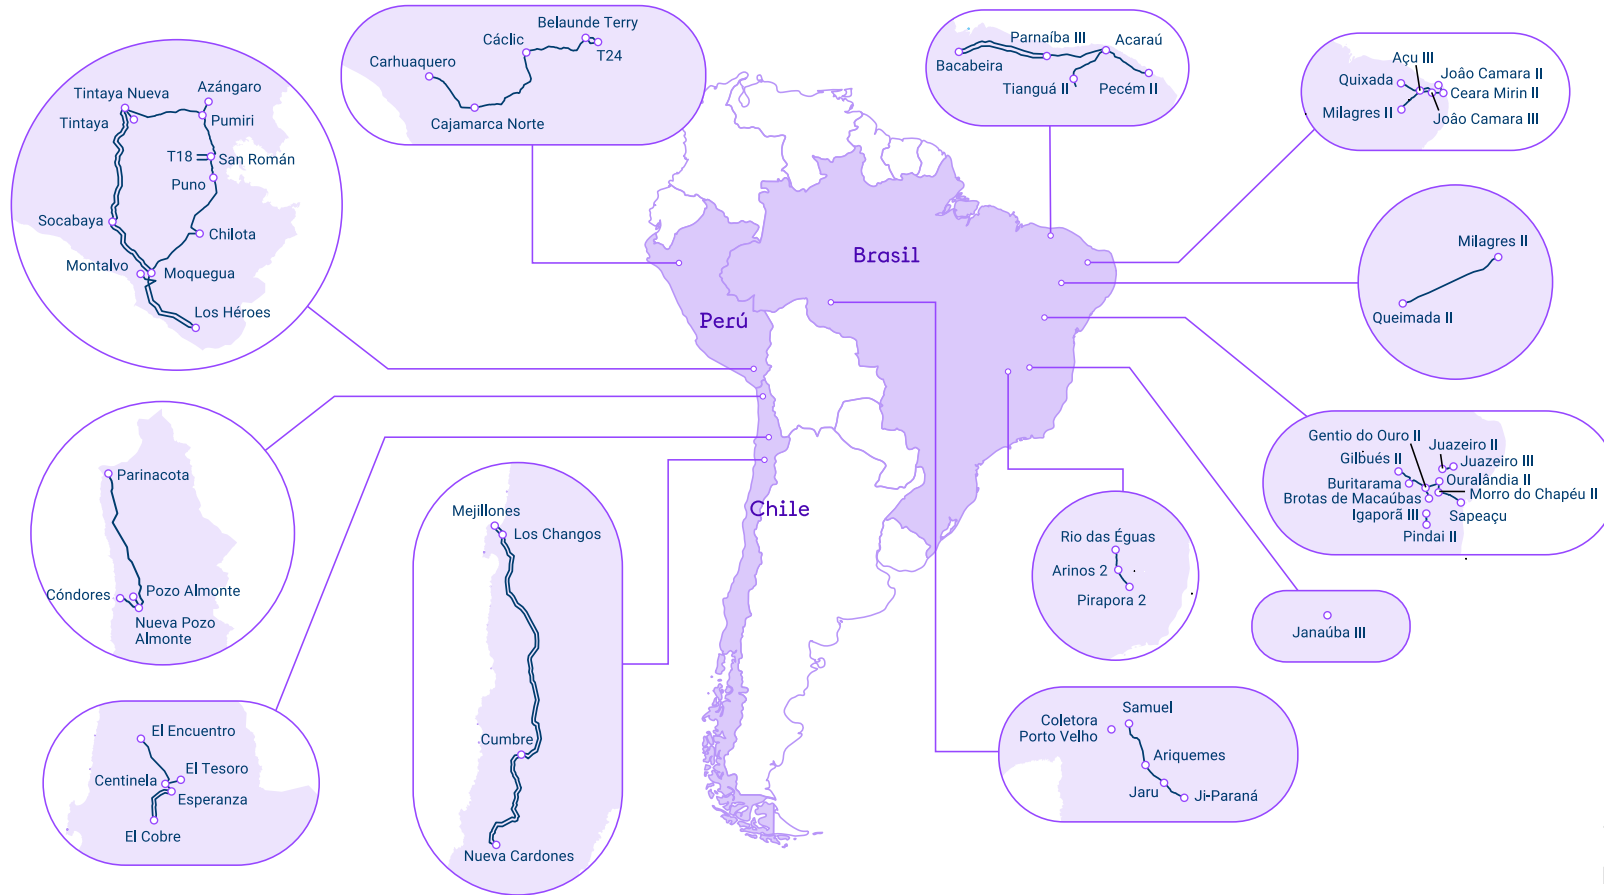 Belaunde Terry
Cáclic
T24
Carhuaquero
Cajamarca Norte
Parnaíba III
Acaraú
Bacabeira
Tianguá II
Pecém II
Açu III
Quixada
João Camara II
Ceara Mirin II
Milagres II
João Camara III
Azángaro
Tintaya Nueva
Tintaya
Pumiri
T18
San Román
Puno
Socabaya
Chilota
Montalvo
Moquegua
Los Héroes
Milagres II
Queimada II
Brasil
Perú
Chile
Parinacota
Cóndores
Pozo Almonte
Nueva Pozo
Almonte
Mejillones
Los Changos
Cumbre
Nueva Cardones
El Encuentro
Centinela
El Tesoro
Esperanza
El Cobre
Gentio do Ouro II
Juazeiro II
Gilbués II
Juazeiro III
Buritarama
Ouralândia II
Brotas de Macaúbas
Morro do Chapéu II
Igaporã III
Sapeaçu
Pindai II
Rio das Éguas
Arinos 2
Pirapora 2
Janaúba III
Samuel
Coletora
Porto Velho
Ariquemes
Jaru
Ji-Paraná